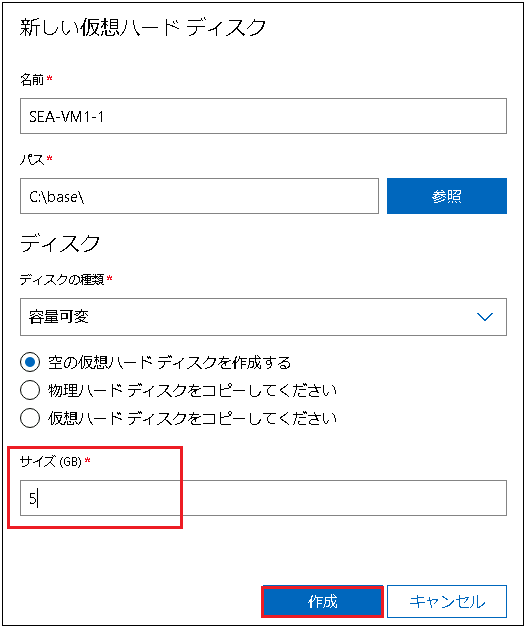 新しい仮想ハード ディスク
名前*
SEA-VM1-1
パス*
C:\base\
参照
ディスク
ディスクの種類*
容量可変
空の仮想ハード ディスクを作成する
物理ハード ディスクをコピーしてください
仮想ハード ディスクをコピーしてください
サイズ (GB)*
5
作成
キャンセル